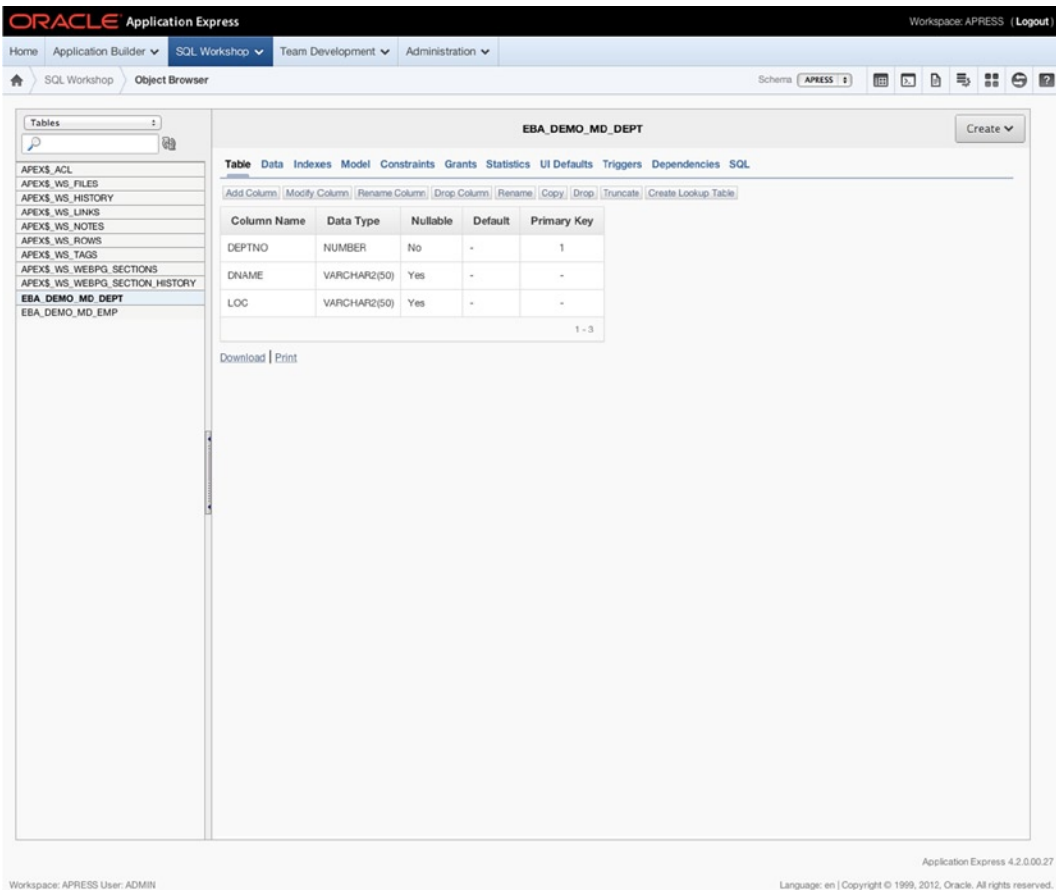 ORACLE Application Express
Workspace: APRESS (Logout)
Home Application Builder SQL Workshop Team Development Administration
SQL Workshop Object Browser
Schema APRESS
Tables
EBA_DEMO_MD_DEPT
Create
APEX$_ACL
APEX$_WS_FILES
APEX$_WS_HISTORY
APEX$_WS_LINKS
APEX$_WS_NOTES
APEX$_WS_ROWS
APEX$_WS_TAGS
APEX$_WS_WEBPG_SECTIONS
APEX$_WS_WEBPG_SECTION_HISTORY
EBA_DEMO_MD_DEPT
EBA_DEMO_MD_EMP
Table Data Indexes Model Constraints Grants Statistics UI Defaults Triggers Dependencies SQL
Add Column Modify Column Rename Column Drop Column Rename Copy Drop Truncate Create Lookup Table
Column Name Data Type Nullable Default Primary Key
DEPTNO NUMBER No - 1
DNAME VARCHAR2(50) Yes - -
LOC VARCHAR2(50) Yes - -
1 - 3
Download | Print
Application Express 4.2.0.00.27
Workspace: APRESS User: ADMIN
Language: en | Copyright © 1999, 2012, Oracle. All rights reserved.